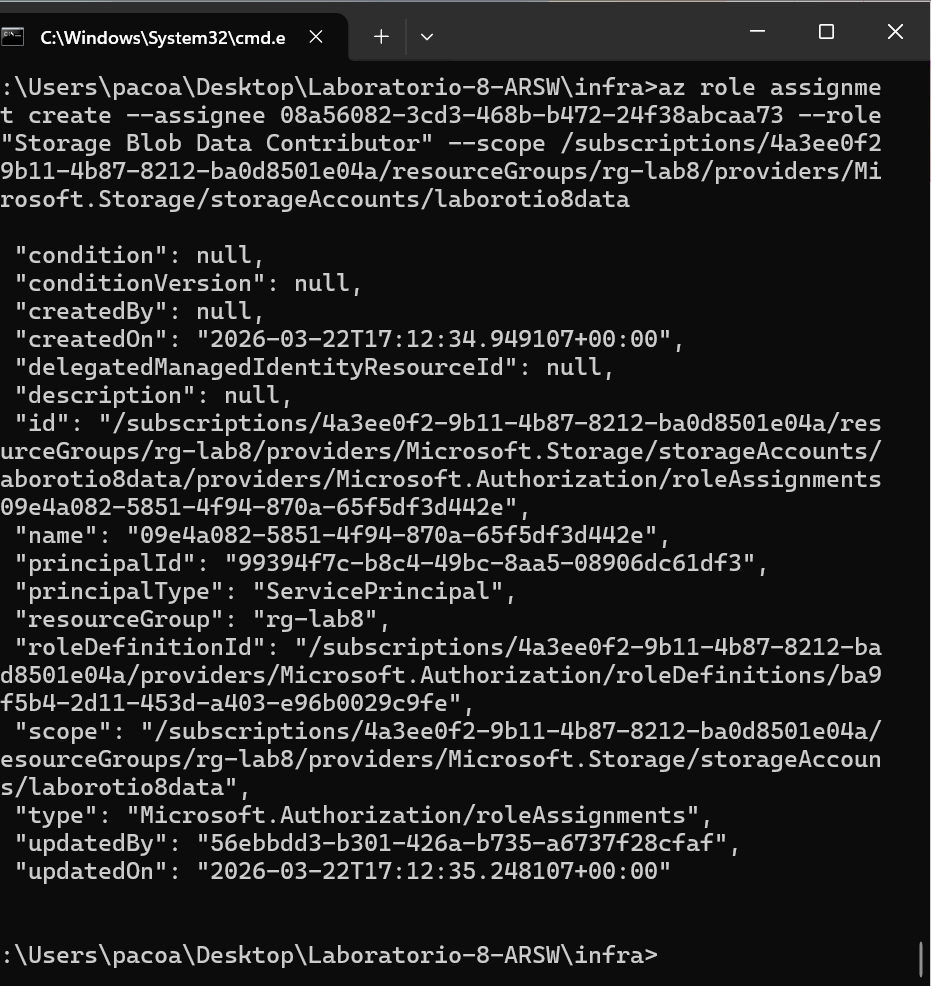 C:\Windows\System32\cmd.e
:\Users\pacoa\Desktop\Laboratorio-8-ARSW\infra>az role assignme
t create --assignee 08a56082-3cd3-468b-b472-24f38abcaa73 --role
"Storage Blob Data Contributor" --scope /subscriptions/4a3ee0f2
9b11-4b87-8212-ba0d8501e04a/resourceGroups/rg-lab8/providers/Mi
rosoft.Storage/storageAccounts/laborotio8data
"condition": null,
"conditionVersion": null,
"createdBy": null,
"createdOn": "2026-03-22T17:12:34.949107+00:00",
"delegatedManagedIdentityResourceId": null,
"description": null,
"id": "/subscriptions/4a3ee0f2-9b11-4b87-8212-ba0d8501e04a/res
urceGroups/rg-lab8/providers/Microsoft.Storage/storageAccounts/
aborotio8data/providers/Microsoft.Authorization/roleAssignments
09e4a082-5851-4f94-870a-65f5df3d442e",
"name": "09e4a082-5851-4f94-870a-65f5df3d442e",
"principalId": "99394f7c-b8c4-49bc-8aa5-08906dc61df3",
"principalType": "ServicePrincipal",
"resourceGroup": "rg-lab8",
"roleDefinitionId": "/subscriptions/4a3ee0f2-9b11-4b87-8212-ba
d8501e04a/providers/Microsoft.Authorization/roleDefinitions/ba9
f5b4-2d11-453d-a403-e96b0029c9fe",
"scope": "/subscriptions/4a3ee0f2-9b11-4b87-8212-ba0d8501e04a/
esourceGroups/rg-lab8/providers/Microsoft.Storage/storageAccoun
s/laborotio8data",
"type": "Microsoft.Authorization/roleAssignments",
"updatedBy": "56ebbdd3-b301-426a-b735-a6737f28cfaf",
"updatedOn": "2026-03-22T17:12:35.248107+00:00"
:\Users\pacoa\Desktop\Laboratorio-8-ARSW\infra>